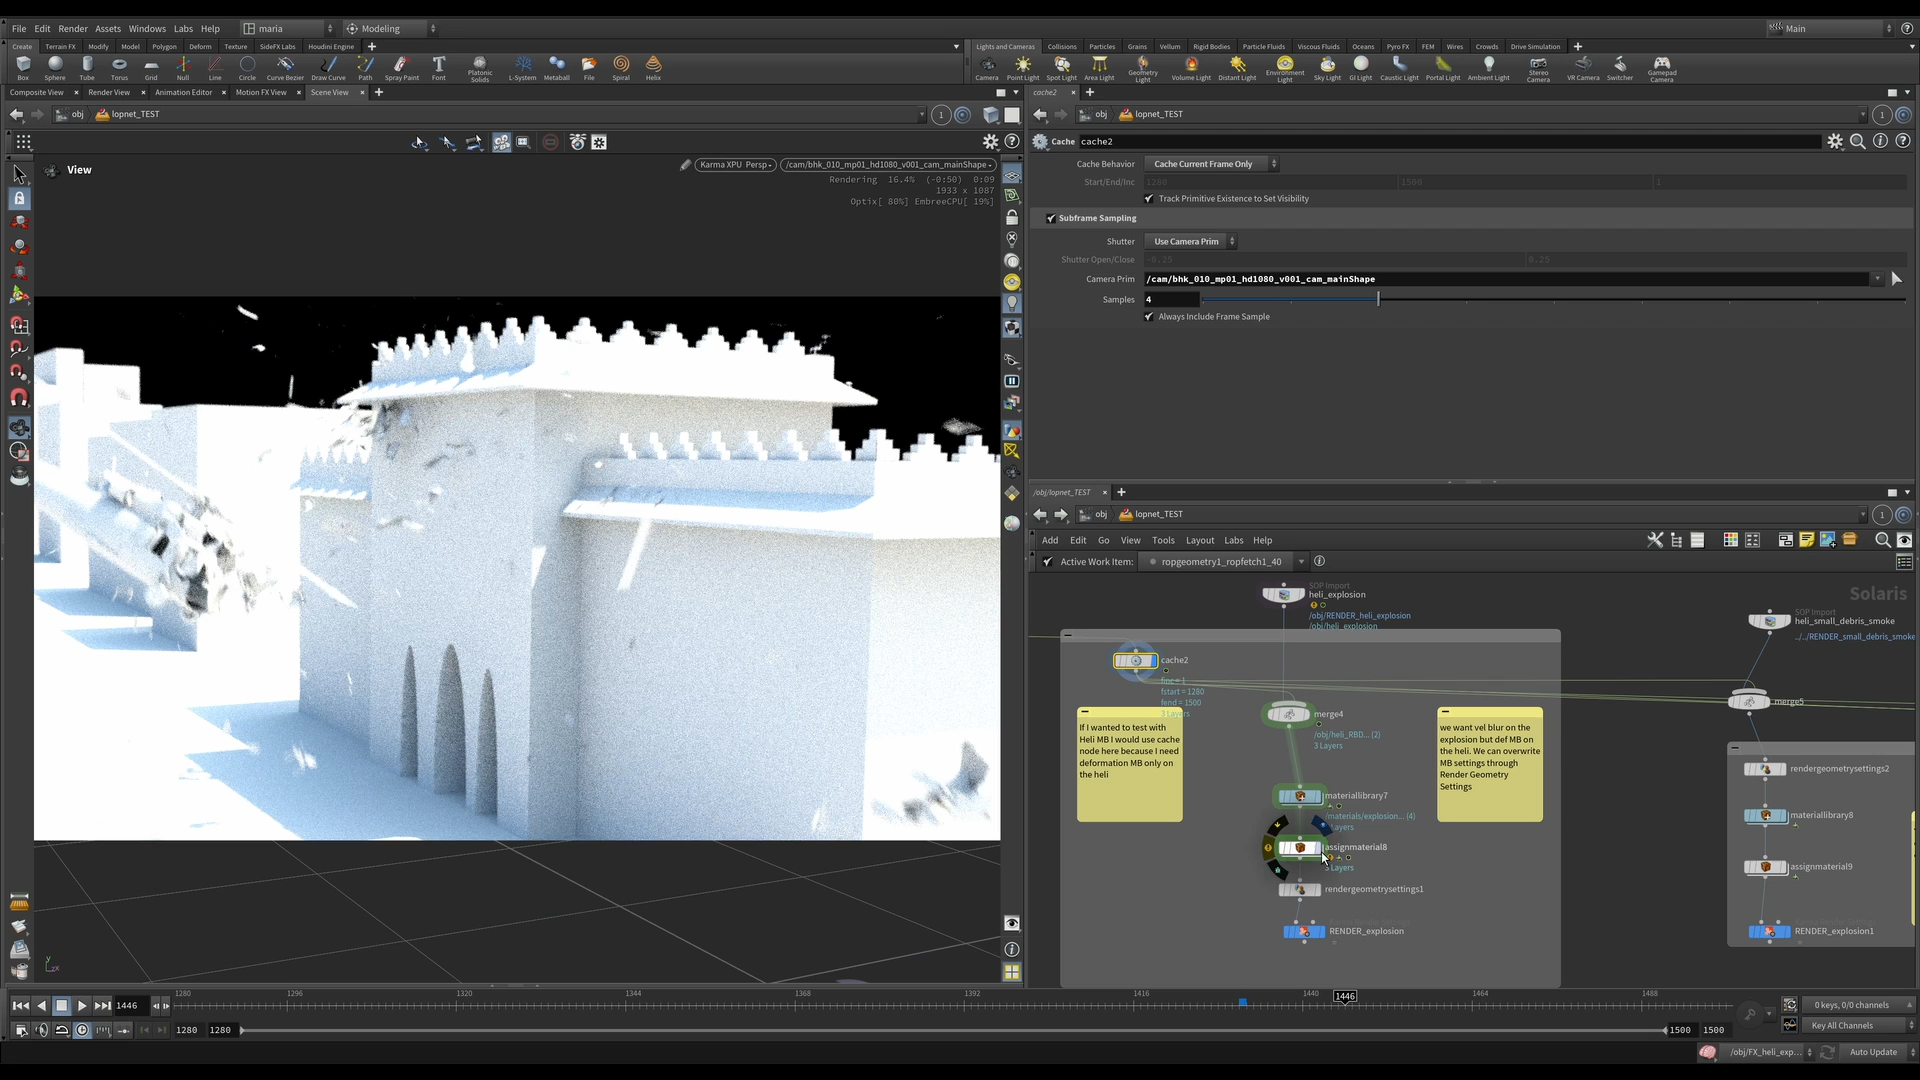 File Edit Render Assets Windows Labs Help maria Modeling Main
Create Terrain FX Modify Model Polygon Deform Texture SideFX Labs Houdini Engine
Lights and Cameras Collisions Particles Grains Vellum Rigid Bodies Particle Fluids Viscous Fluids Oceans Pyro FX FEM Wires Crowds Drive Simulation
Box Sphere Tube Torus Grid Null Line Circle Curve Bezier Draw Curve Path Spray Paint Font Platonic Solids L-System Metaball File Spiral Helix
Camera Point Light Spot Light Area Light Geometry Light Volume Light Distant Light Environment Light Sky Light GI Light Caustic Light Portal Light Ambient Light Stereo Camera VR Camera Switcher Gamepad Camera
Composite View Render View Animation Editor Motion FX View Scene View
obj lopnet_TEST 1
View
Karma XPU Persp /cam/bhk_010_mp01_hd1080_v001_cam_mainShape
Rendering 16.4% (-0:50) 0:09
1933 x 1087
Optix[ 80%] EmbreeCPU[ 19%]
cache2
obj lopnet_TEST 1
Cache cache2
Cache Behavior Cache Current Frame Only
Start/End/Inc 1280 1500 1
Track Primitive Existence to Set Visibility
Subframe Sampling
Shutter Use Camera Prim
Shutter Open/Close -0.25 0.25
Camera Prim /cam/bhk_010_mp01_hd1080_v001_cam_mainShape
Samples 4
Always Include Frame Sample
/obj/lopnet_TEST
obj lopnet_TEST 1
Add Edit Go View Tools Layout Labs Help
Active Work Item: ropgeometry1_ropfetch1_40
Solaris
SOP Import
heli_explosion
/obj/RENDER_heli_explosion
/obj/heli_explosion
SOP Import
heli_small_debris_smoke
../../RENDER_small_debris_smoke
cache2
finc = 1
fstart = 1280
fend = 1500
3 Layers
If I wanted to test with
Heli MB I would use cache
node here because I need
deformation MB only on
the heli
merge4
/obj/heli_RBD... (2)
3 Layers
we want vel blur on the
explosion but def MB on
the heli. We can overwrite
MB settings through
Render Geometry
Settings
merge5
materiallibrary7
/materials/explosion... (4)
Layers
assignmaterial8
Layers
rendergeometrysettings1
RENDER_explosion
rendergeometrysettings2
materiallibrary8
assignmaterial9
RENDER_explosion1
1446
1280 1296 1320 1344 1368 1392 1416 1440 1446 1464 1488
0 keys, 0/0 channels
1280 1280 1500 1500
Key All Channels
/obj/FX_heli_exp... Auto Update